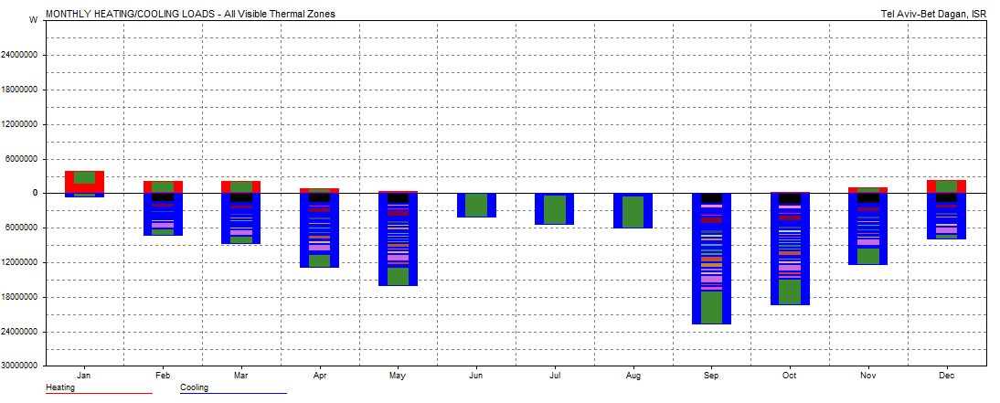 MONTHLY HEATING/COOLING LOADS - All Visible Thermal Zones Tel Aviv-Bet Dagan, ISR
W
24000000
18000000
12000000
6000000
0
6000000
12000000
18000000
24000000
30000000
Jan Feb Mar Apr May Jun Jul Aug Sep Oct Nov Dec
Heating Cooling